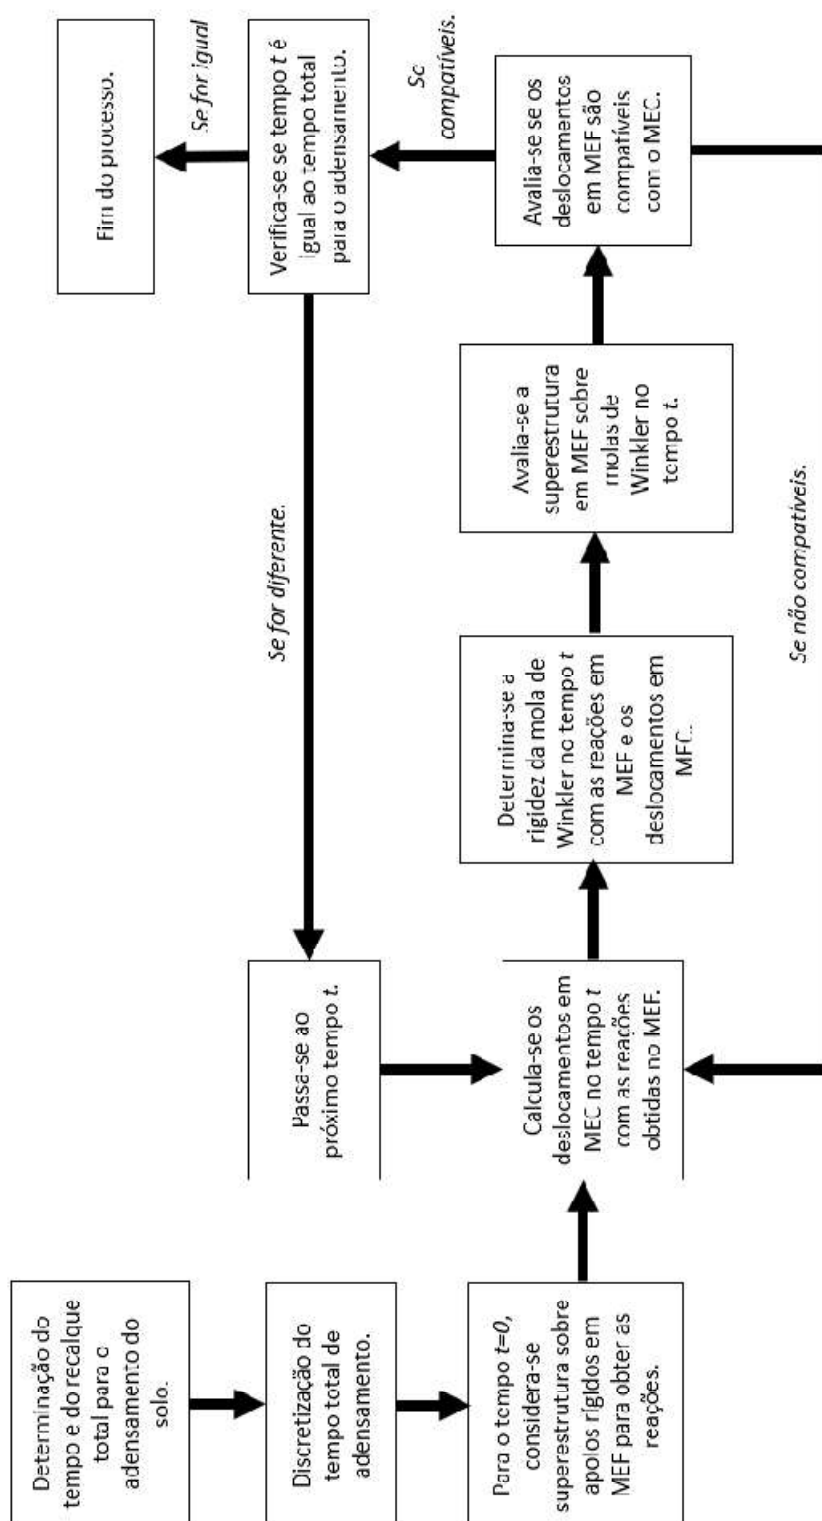 Determinação do
tempo e do recalque
total para o
adensamento do
solo.
Discretização do
tempo total de
adensamento.
Para o tempo t=0,
considera-se
superestrutura sobre
apoios rígidos em
MEF para obter as
reações.
Passa-se ao
próximo tempo t.
Calcula-se os
deslocamentos em
MEC no tempo t
com as reações
obtidas no MEF.
Determina-se a
rigidez da mola de
Winkler no tempo t
com as reações em
MEF e os
deslocamentos em
MEC.
Avalia-se a
superestrutura
em MEF sobre
molas de
Winkler no
tempo t.
Avalia-se se os
deslocamentos
em MEF são
compatíveis
com o MEC.
Se não compatíveis.
Se
compatíveis.
Verifica-se se tempo t é
igual ao tempo total
para o adensamento.
Se for diferente.
Se for igual
Fim do processo.